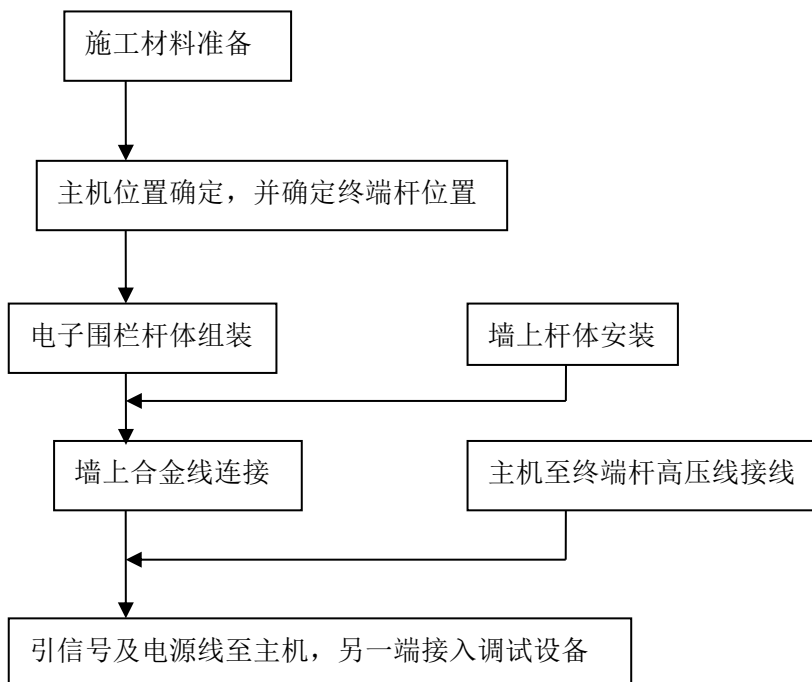 施工材料准备
主机位置确定，并确定终端杆位置
电子围栏杆体组装
墙上杆体安装
墙上合金线连接
主机至终端杆高压线接线
引信号及电源线至主机，另一端接入调试设备